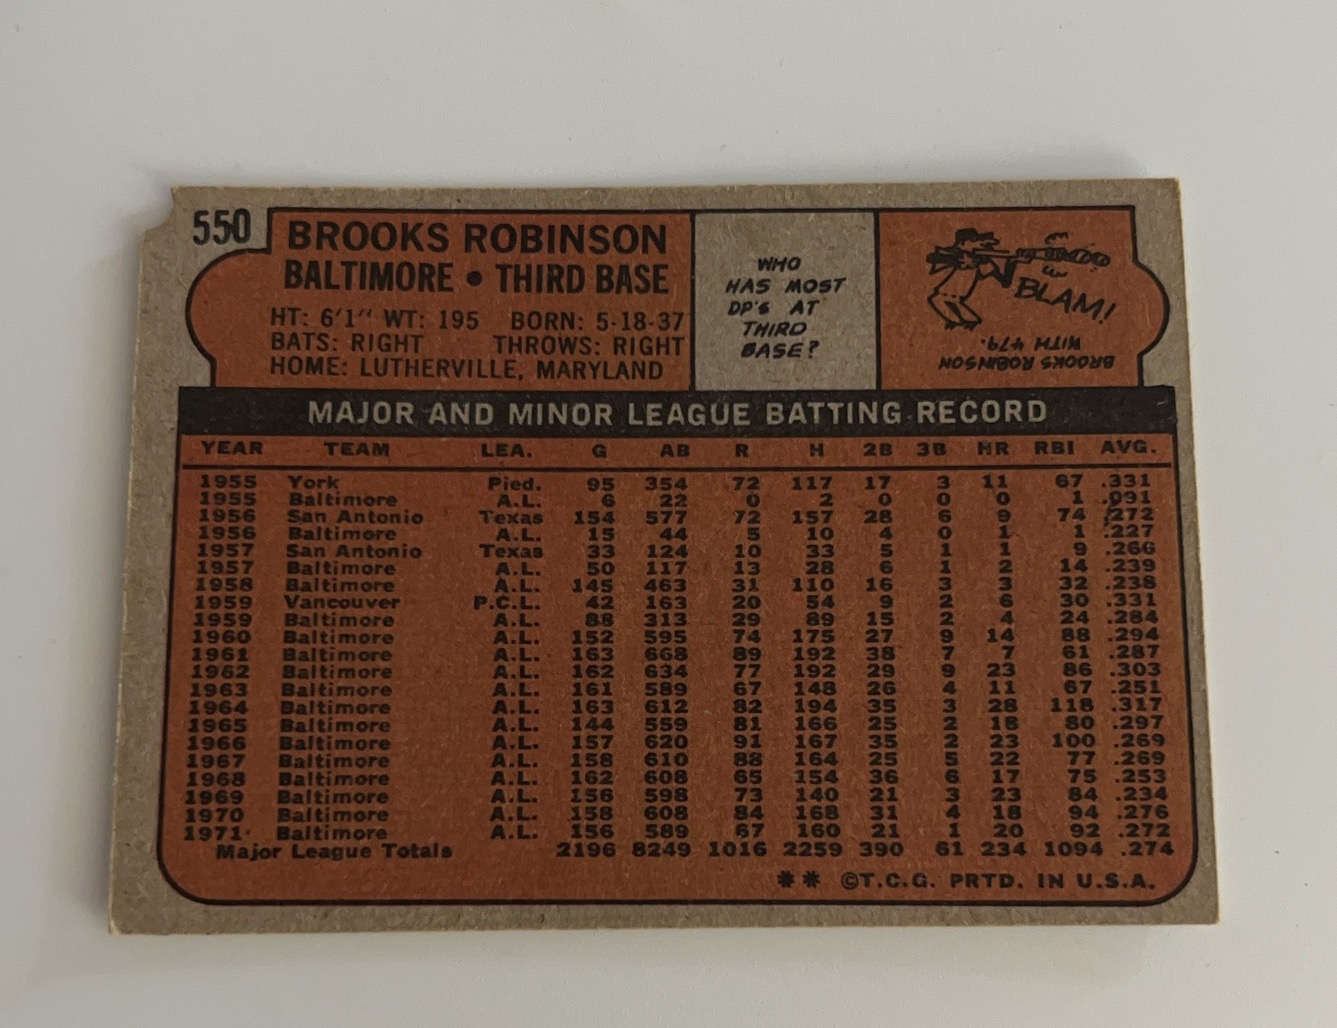 550
BROOKS ROBINSON
BALTIMORE • THIRD BASE
HT: 6'1" WT: 195 BORN: 5-18-37
BATS: RIGHT THROWS: RIGHT
HOME: LUTHERVILLE, MARYLAND
WHO
HAS MOST
DP'S AT
THIRD
BASE?
BLAM!
BROOKS ROBINSON
WITH 479.
MAJOR AND MINOR LEAGUE BATTING RECORD
YEAR TEAM LEA. G AB R H 2B 3B HR RBI AVG.
1955 York Pied. 95 354 72 117 17 3 11 67 .331
1955 Baltimore A.L. 6 22 0 2 0 0 0 1 .091
1956 San Antonio Texas 154 577 72 157 28 6 9 74 .272
1956 Baltimore A.L. 15 44 5 10 4 0 1 1 .227
1957 San Antonio Texas 33 124 10 33 5 1 1 9 .266
1957 Baltimore A.L. 50 117 13 28 6 1 2 14 .239
1958 Baltimore A.L. 145 463 31 110 16 3 3 32 .238
1959 Vancouver P.C.L. 42 163 20 54 9 2 6 30 .331
1959 Baltimore A.L. 88 313 29 89 15 2 4 24 .284
1960 Baltimore A.L. 152 595 74 175 27 9 14 88 .294
1961 Baltimore A.L. 163 668 89 192 38 7 7 61 .287
1962 Baltimore A.L. 162 634 77 192 29 9 23 86 .303
1963 Baltimore A.L. 161 589 67 148 26 4 11 67 .251
1964 Baltimore A.L. 163 612 82 194 35 3 28 118 .317
1965 Baltimore A.L. 144 559 81 166 25 2 18 80 .297
1966 Baltimore A.L. 157 620 91 167 35 2 23 100 .269
1967 Baltimore A.L. 158 610 88 164 25 5 22 77 .269
1968 Baltimore A.L. 162 608 65 154 36 6 17 75 .253
1969 Baltimore A.L. 156 598 73 140 21 3 23 84 .234
1970 Baltimore A.L. 158 608 84 168 31 4 18 94 .276
1971 Baltimore A.L. 156 589 67 160 21 1 20 92 .272
Major League Totals 2196 8249 1016 2259 390 61 234 1094 .274
** ©T.C.G. PRTD. IN U.S.A.